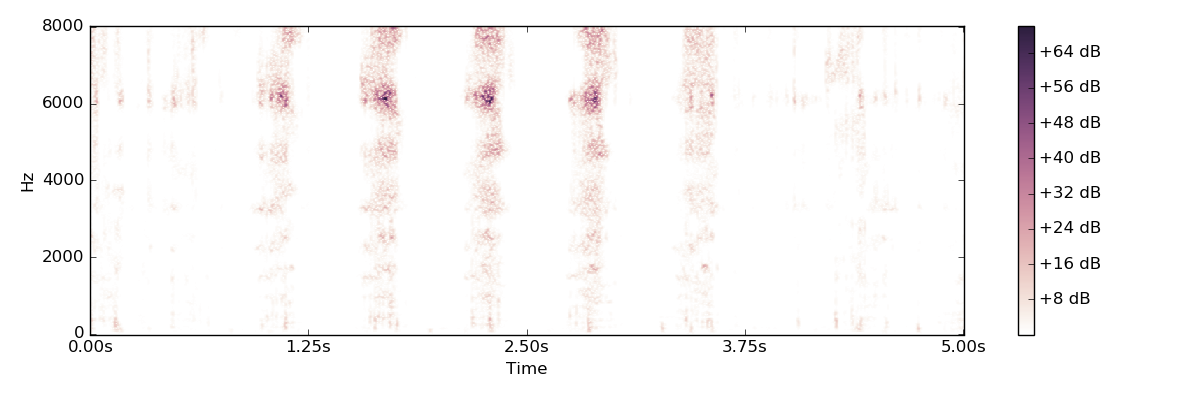 8000
6000
4000
2000
0
Hz
0.00s 1.25s 2.50s 3.75s 5.00s
Time
+64 dB
+56 dB
+48 dB
+40 dB
+32 dB
+24 dB
+16 dB
+8 dB